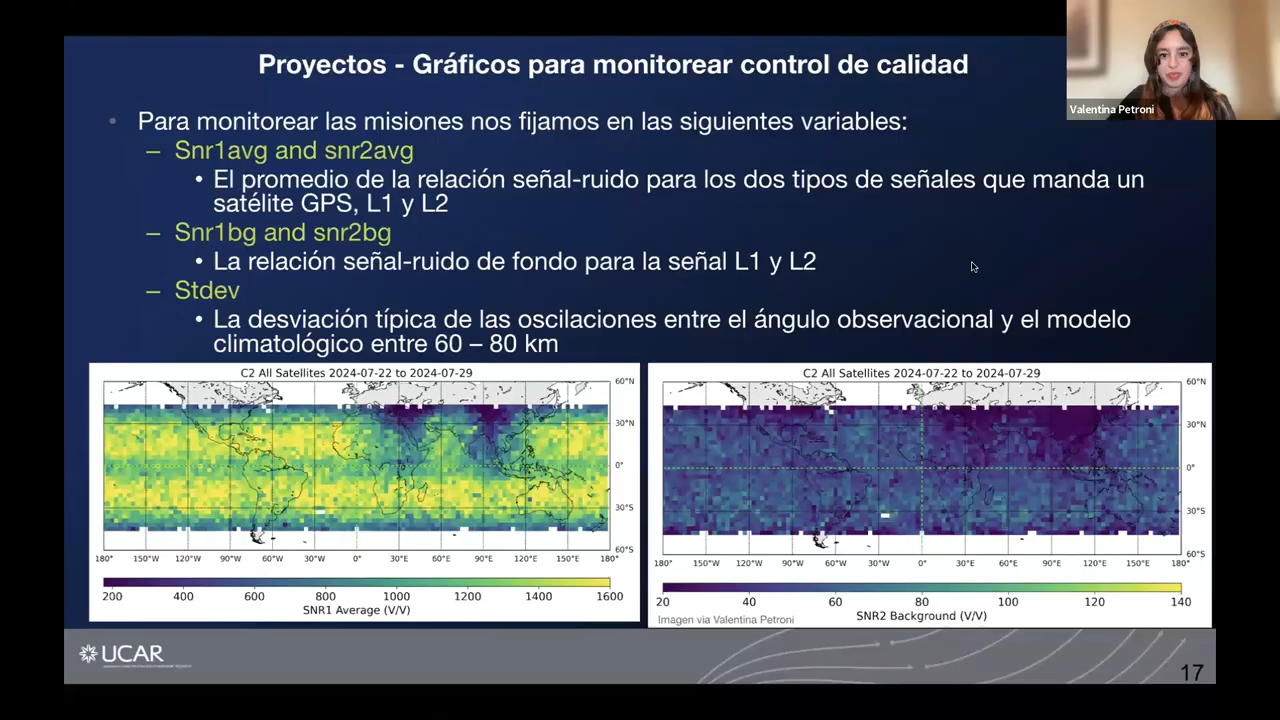 Proyectos - Gráficos para monitorear control de calidad
Valentina Petroni
• Para monitorear las misiones nos fijamos en las siguientes variables:
– Snr1avg and snr2avg
• El promedio de la relación señal-ruido para los dos tipos de señales que manda un
satélite GPS, L1 y L2
– Snr1bg and snr2bg
• La relación señal-ruido de fondo para la señal L1 y L2
– Stdev
• La desviación típica de las oscilaciones entre el ángulo observacional y el modelo
climatológico entre 60 – 80 km
C2 All Satellites 2024-07-22 to 2024-07-29
60°N
30°N
0°
30°S
60°S
180° 150°W 120°W 90°W 60°W 30°W 0° 30°E 60°E 90°E 120°E 150°E 180°
200 400 600 800 1000 1200 1400 1600
SNR1 Average (V/V)
C2 All Satellites 2024-07-22 to 2024-07-29
60°N
30°N
0°
30°S
60°S
180° 150°W 120°W 90°W 60°W 30°W 0° 30°E 60°E 90°E 120°E 150°E 180°
20 40 60 80 100 120 140
SNR2 Background (V/V)
Imagen via Valentina Petroni
UCAR
17